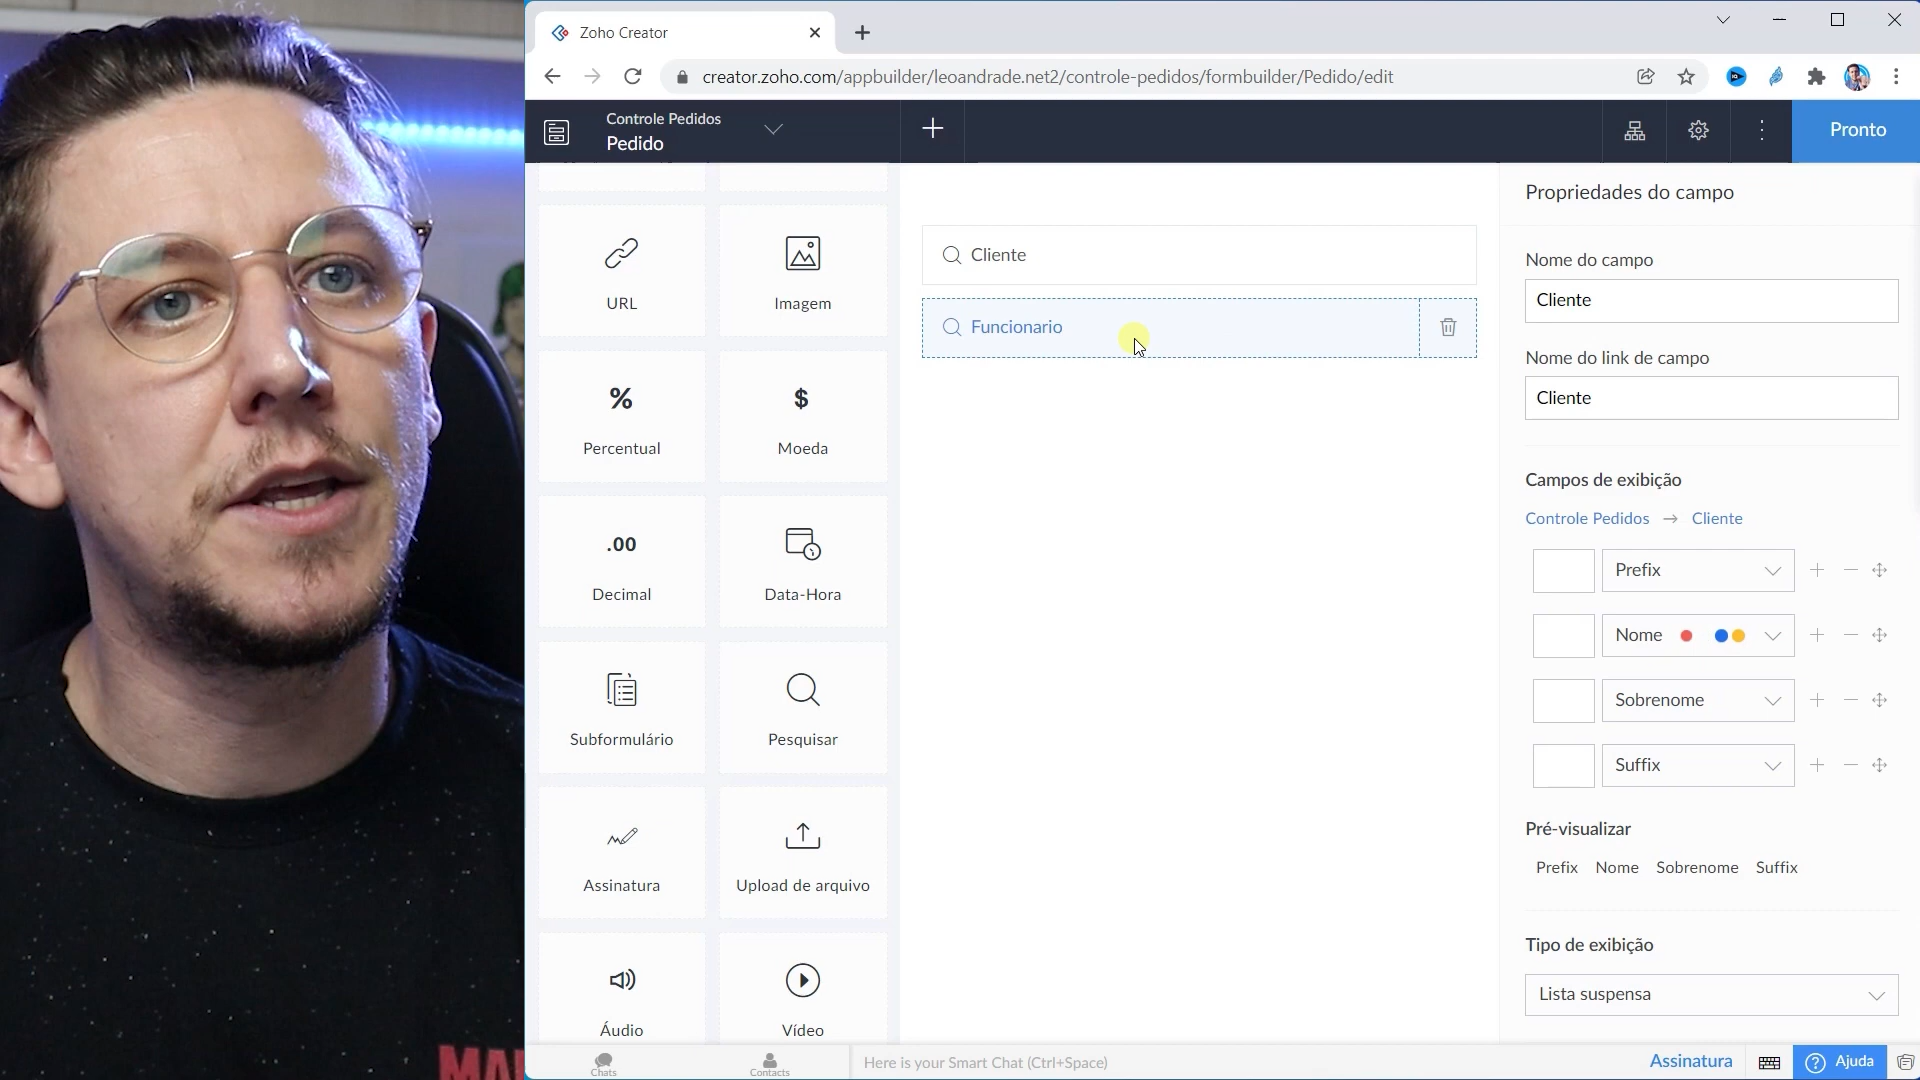 Zoho Creator
creator.zoho.com/appbuilder/leoandrade.net2/controle-pedidos/formbuilder/Pedido/edit
Controle Pedidos
Pedido
Pronto
URL
Imagem
%
$
Percentual
Moeda
.00
Decimal
Data-Hora
Subformulário
Pesquisar
Assinatura
Upload de arquivo
Áudio
Vídeo
Cliente
Funcionario
Propriedades do campo
Nome do campo
Cliente
Nome do link de campo
Cliente
Campos de exibição
Controle Pedidos → Cliente
Prefix
Nome
Sobrenome
Suffix
Pré-visualizar
Prefix Nome Sobrenome Suffix
Tipo de exibição
Lista suspensa
Chats
Contacts
Here is your Smart Chat (Ctrl+Space)
Assinatura
Ajuda